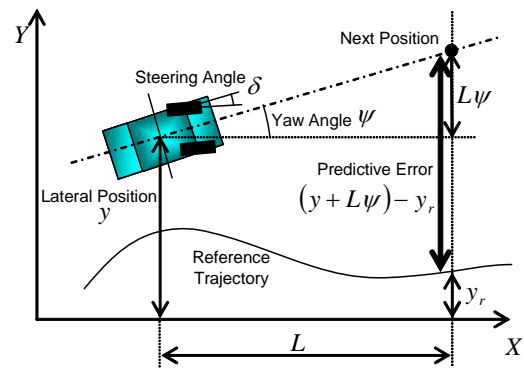 Y
Next Position
Steering Angle
δ
Yaw Angle ψ
Lψ
Lateral Position
y
Predictive Error
(y + Lψ) − y_r
Reference
Trajectory
y_r
L
X